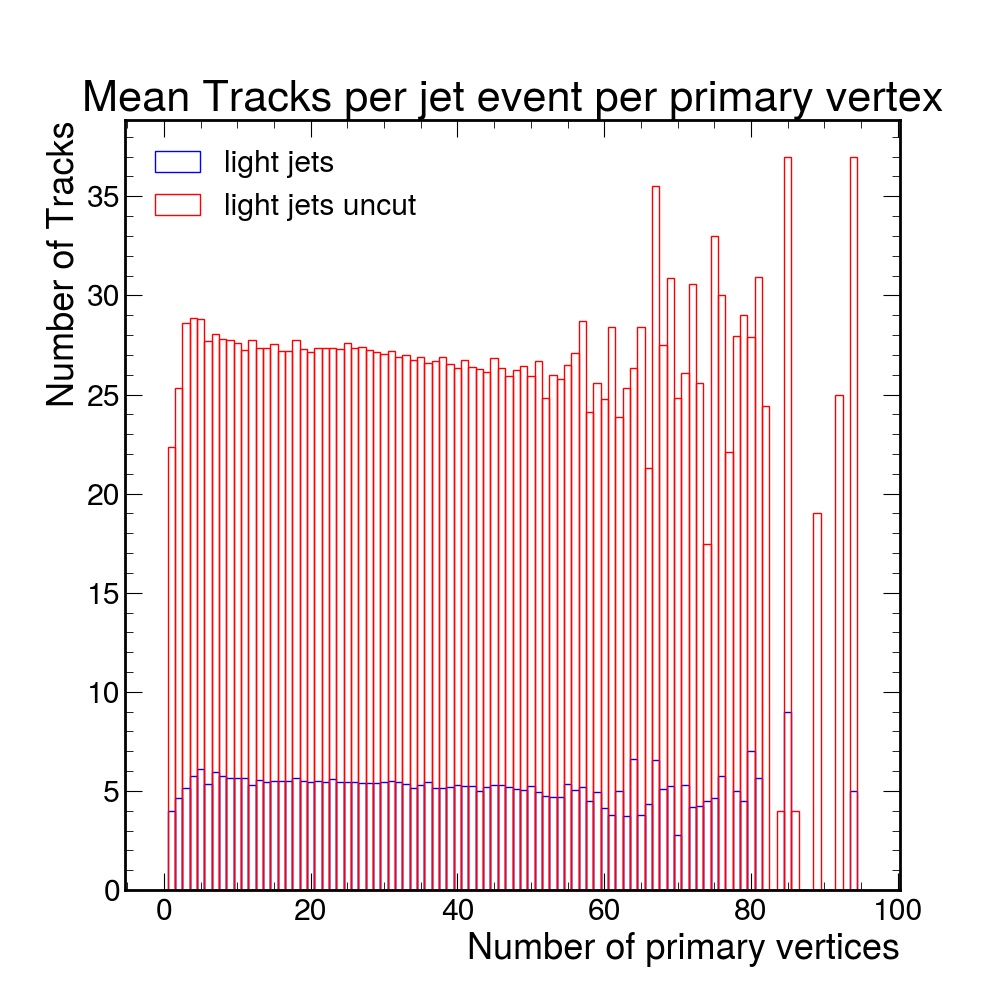 Mean Tracks per jet event per primary vertex
Number of Tracks
light jets
light jets uncut
35
30
25
20
15
10
5
0
0 20 40 60 80 100
Number of primary vertices